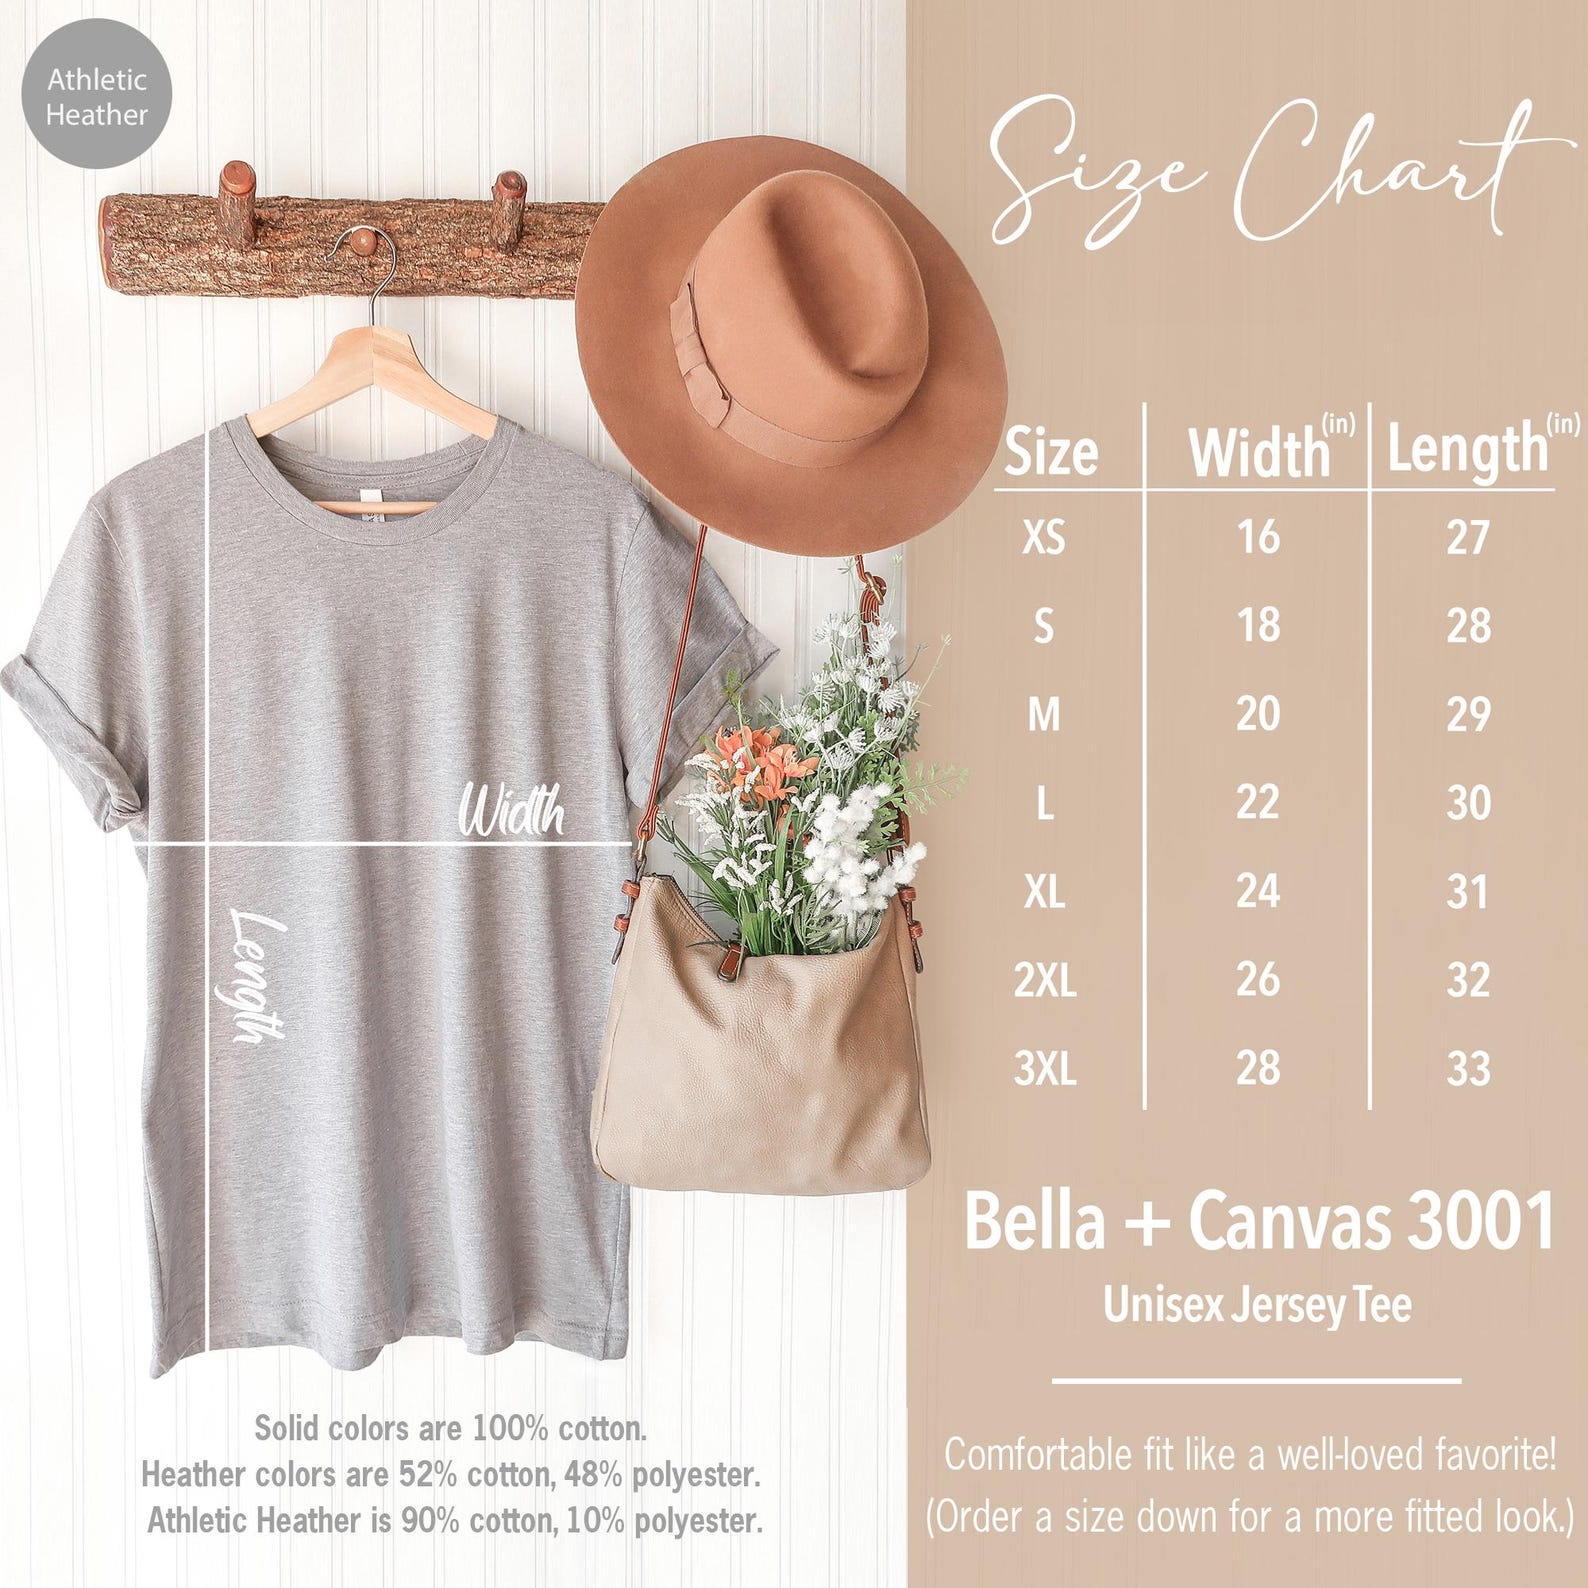 Athletic
Heather
Size Chart
Size Width(in) Length(in)
XS 16 27
S 18 28
M 20 29
L 22 30
XL 24 31
2XL 26 32
3XL 28 33
Width
Length
Bella + Canvas 3001
Unisex Jersey Tee
Solid colors are 100% cotton.
Heather colors are 52% cotton, 48% polyester.
Athletic Heather is 90% cotton, 10% polyester.
Comfortable fit like a well-loved favorite!
(Order a size down for a more fitted look.)